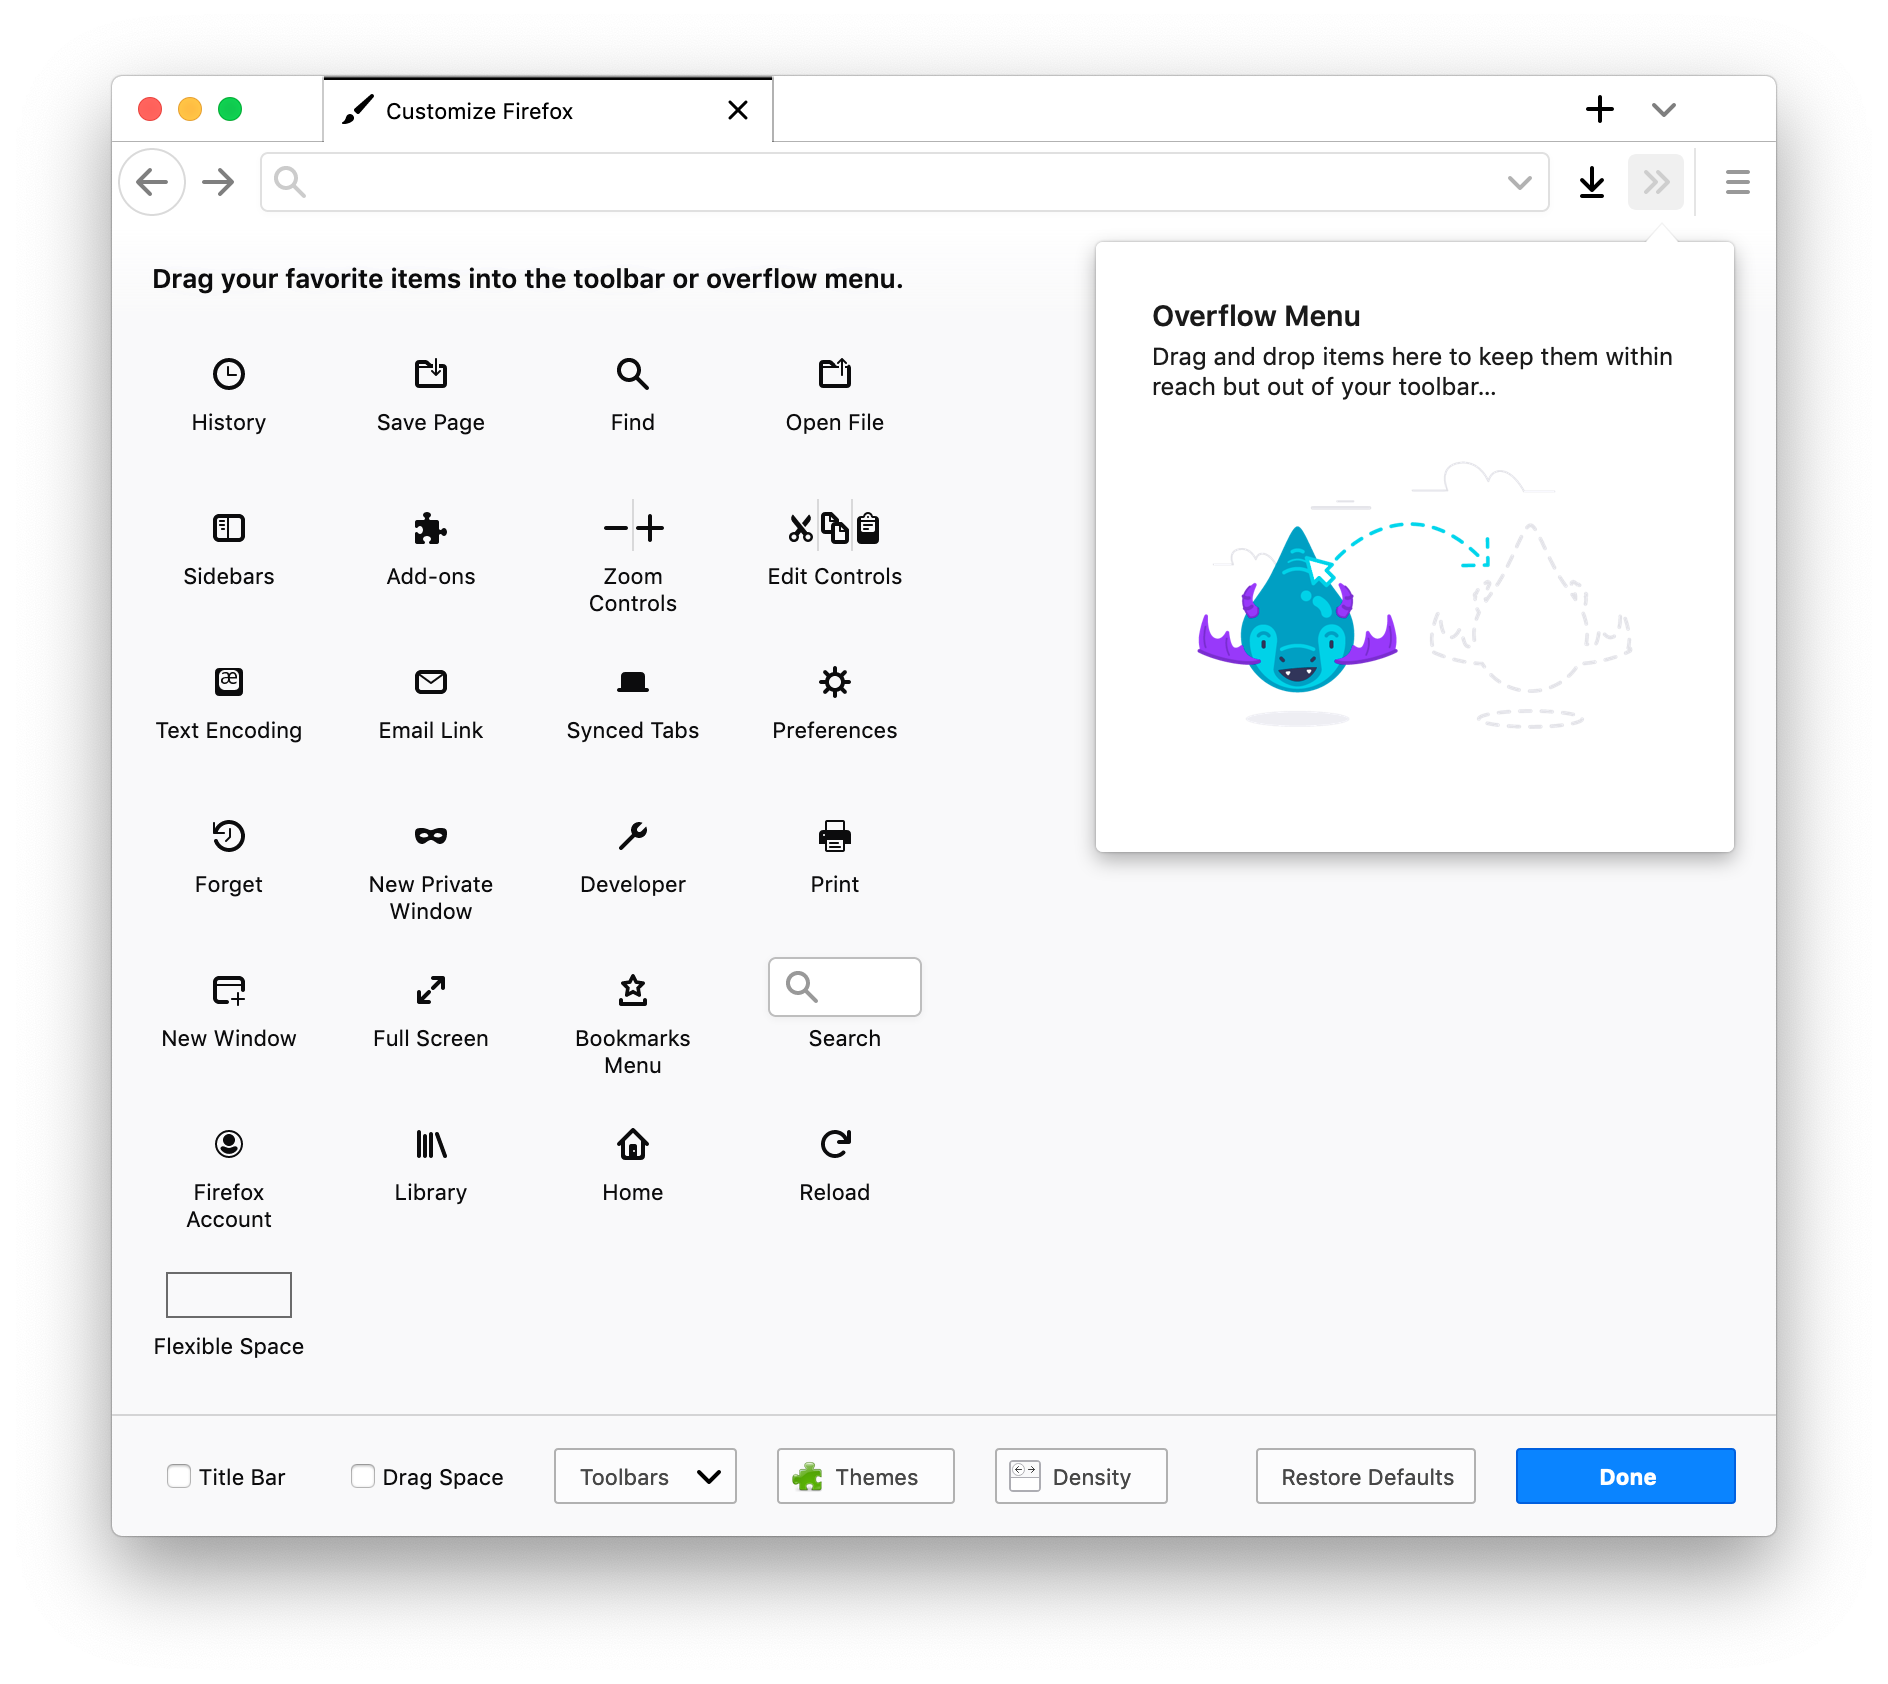 Customize Firefox
Drag your favorite items into the toolbar or overflow menu.
Overflow Menu
Drag and drop items here to keep them within
reach but out of your toolbar...
History
Save Page
Find
Open File
Sidebars
Add-ons
Zoom
Controls
Edit Controls
æ
Text Encoding
Email Link
Synced Tabs
Preferences
Forget
New Private
Window
Developer
Print
New Window
Full Screen
Bookmarks
Menu
Search
Firefox
Account
Library
Home
Reload
Flexible Space
Title Bar
Drag Space
Toolbars
Themes
Density
Restore Defaults
Done